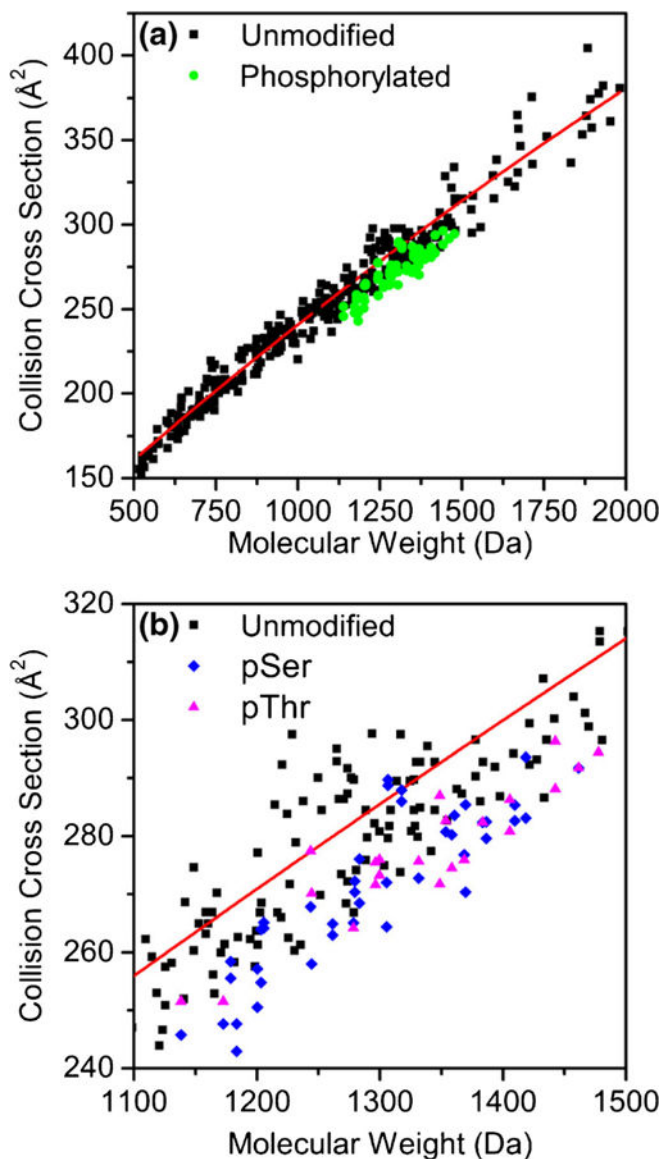 (a)
Unmodified
Phosphorylated
Collision Cross Section (Å²)
400
350
300
250
200
150
500 750 1000 1250 1500 1750 2000
Molecular Weight (Da)
(b)
Unmodified
pSer
pThr
Collision Cross Section (Å²)
320
300
280
260
240
1100 1200 1300 1400 1500
Molecular Weight (Da)